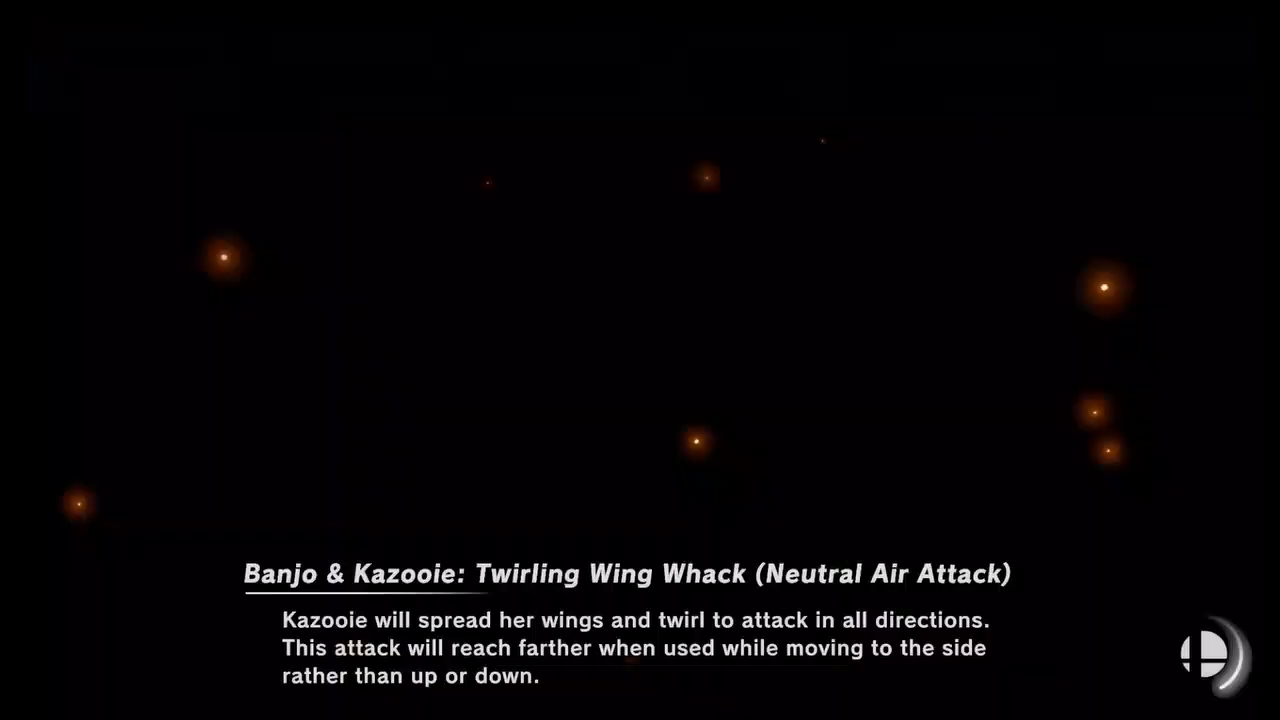 Banjo & Kazooie: Twirling Wing Whack (Neutral Air Attack)
Kazooie will spread her wings and twirl to attack in all directions.
This attack will reach farther when used while moving to the side
rather than up or down.